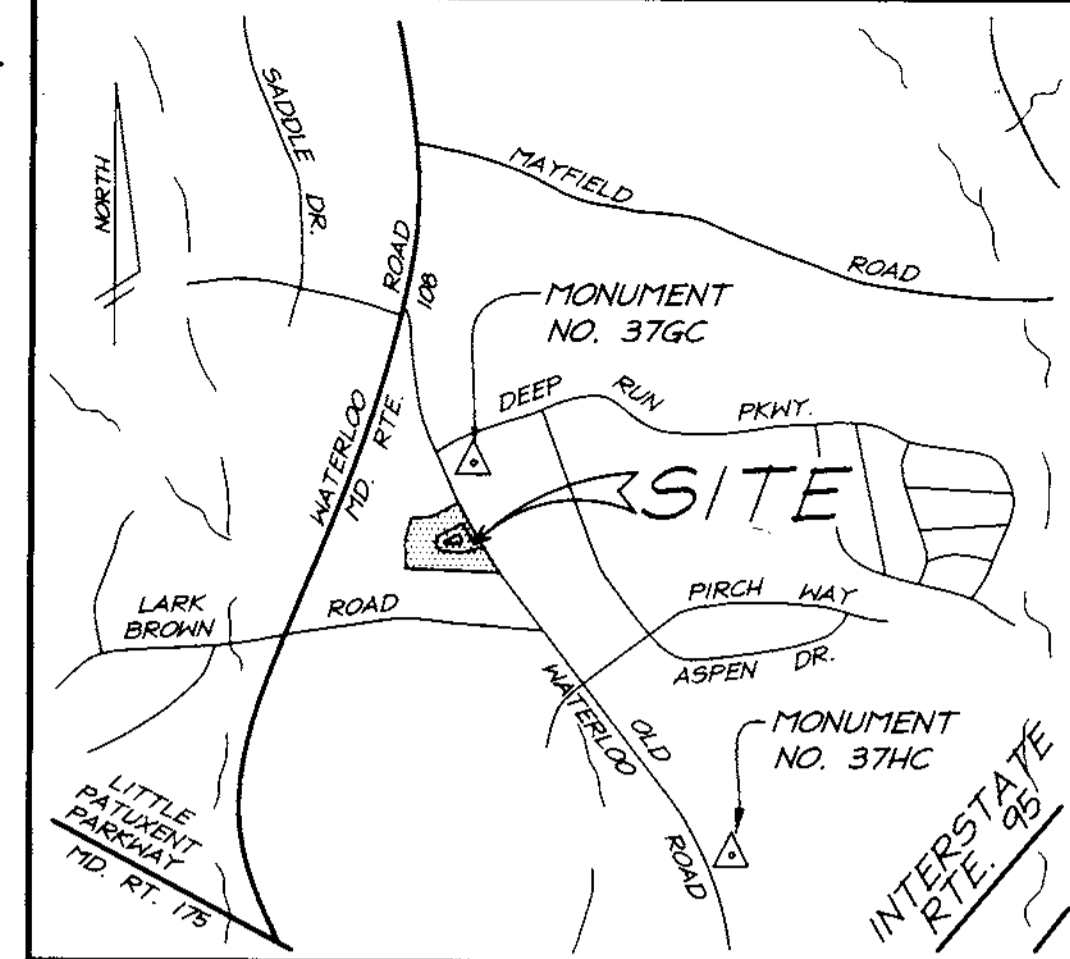 SADDLE DR.
NORTH
MAYFIELD ROAD
WATERLOO ROAD
MD. RTE. 108
MONUMENT
NO. 37GC
DEEP RUN PKWY.
SITE
LARK
BROWN ROAD
PIRCH WAY
ASPEN DR.
OLD
WATERLOO ROAD
MONUMENT
NO. 37HC
LITTLE
PATUXENT
PARKWAY
MD. RT. 175
INTERSTATE
RTE. 95